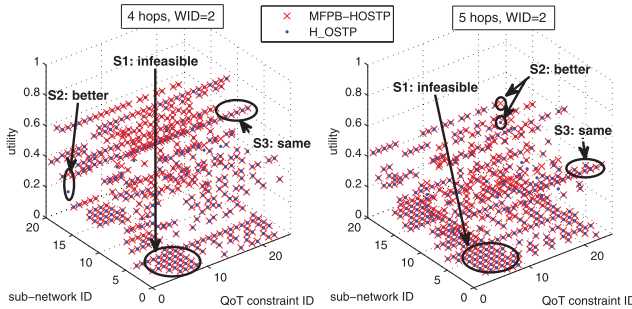 4 hops, WID=2
MFPB-HOSTP
H_OSTP
5 hops, WID=2
S1: infeasible
S2: better
S3: same
utility
1
0.8
0.6
0.4
0.2
0
20
15
10
5
0
0
10
20
sub-network ID
QoT constraint ID
S1: infeasible
S2: better
S3: same
utility
1
0.8
0.6
0.4
0.2
0
20
15
10
5
0
0
10
20
sub-network ID
QoT constraint ID